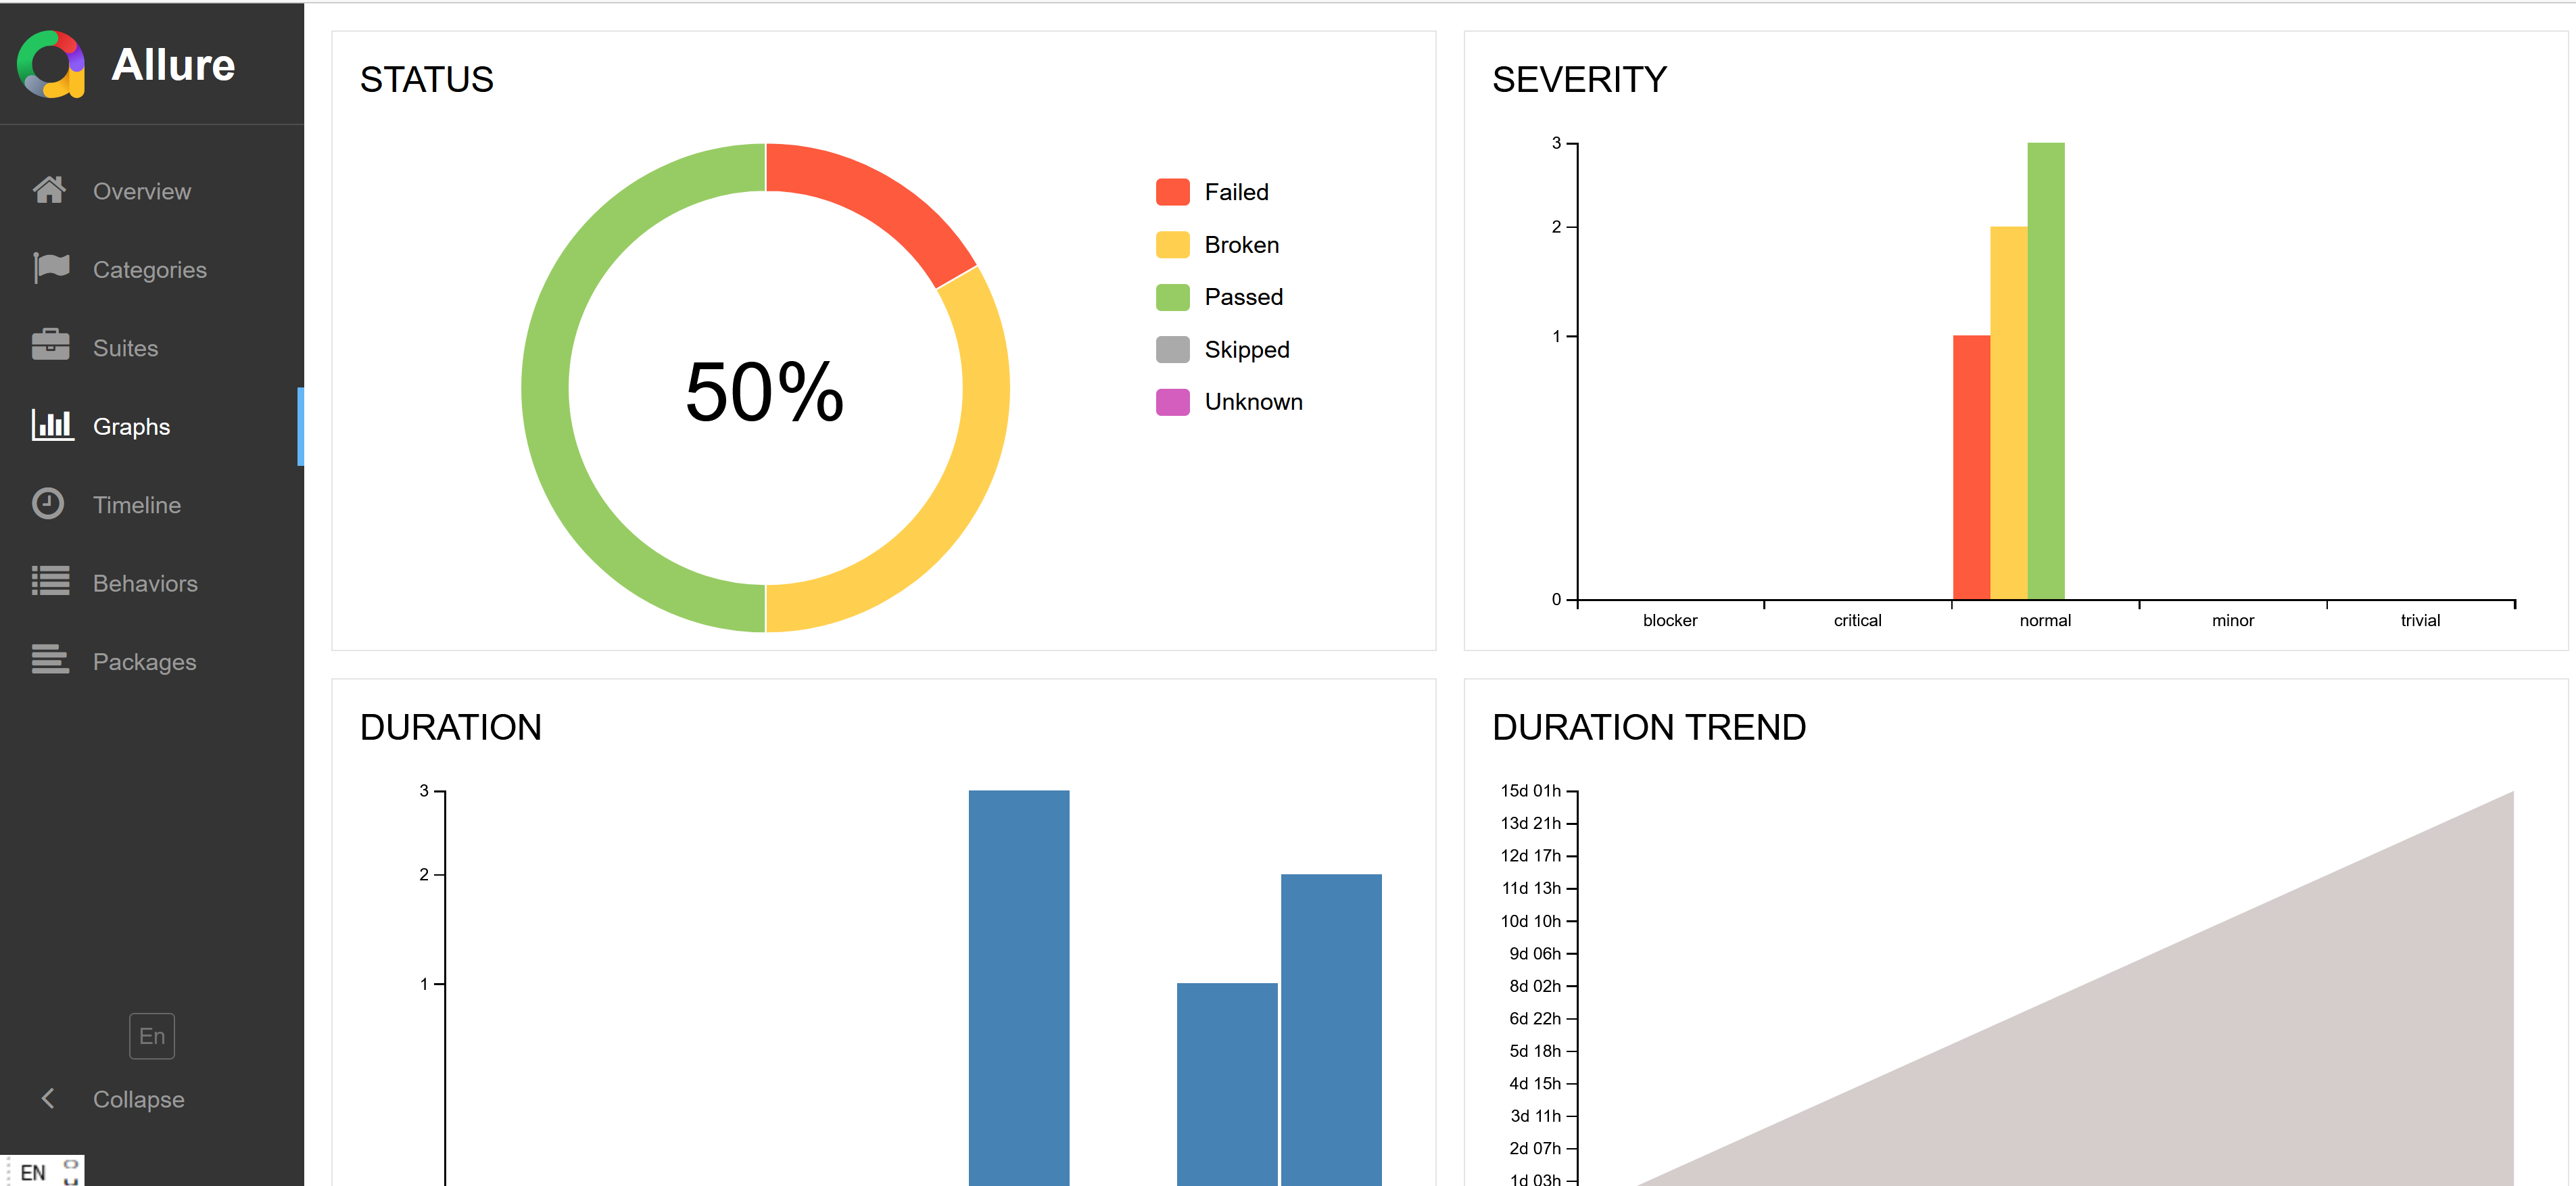 Allure
Overview
Categories
Suites
Graphs
Timeline
Behaviors
Packages
En
Collapse
EN
STATUS
50%
Failed
Broken
Passed
Skipped
Unknown
SEVERITY
3
2
1
0
blocker critical normal minor trivial
DURATION
3
2
1
DURATION TREND
15d 01h
13d 21h
12d 17h
11d 13h
10d 10h
9d 06h
8d 02h
6d 22h
5d 18h
4d 15h
3d 11h
2d 07h
1d 03h